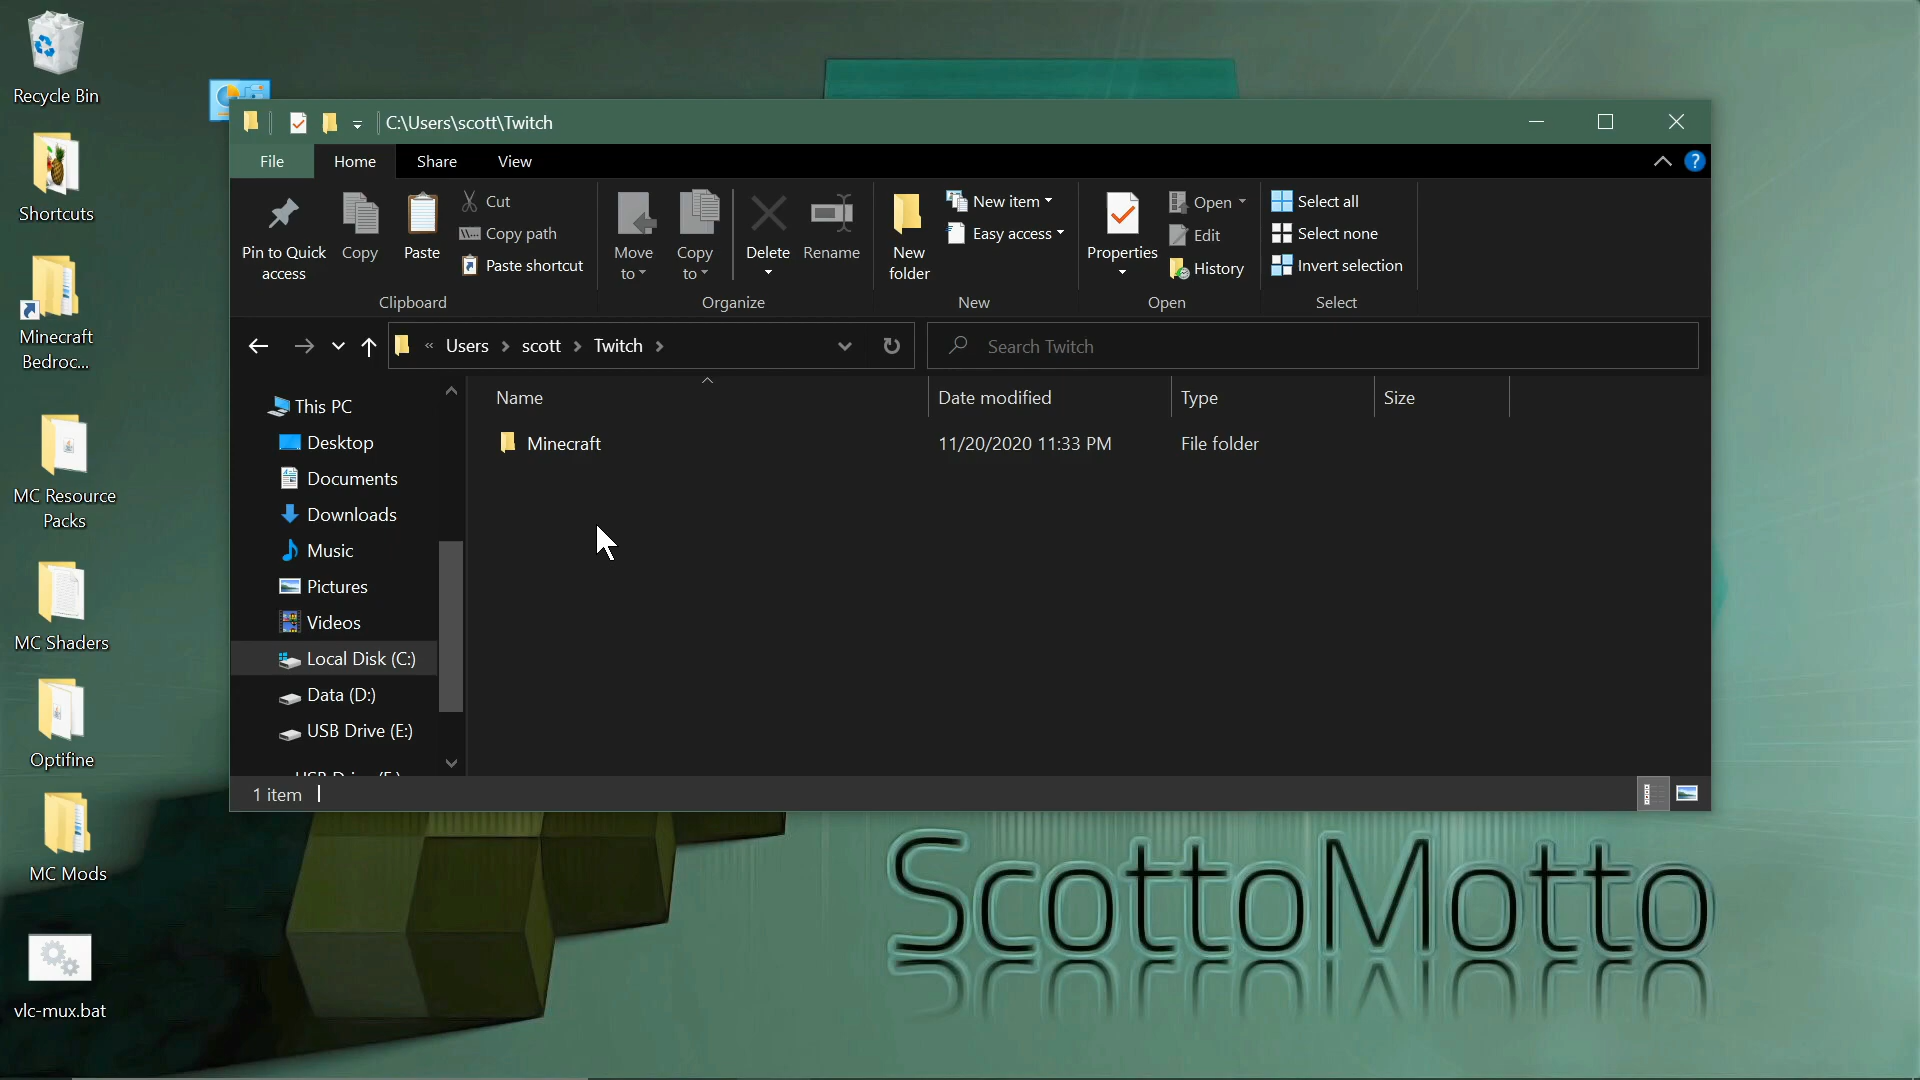 Recycle Bin
Shortcuts
Minecraft
Bedroc...
MC Resource
Packs
MC Shaders
Optifine
MC Mods
vlc-mux.bat
C:\Users\scott\Twitch
File Home Share View
Pin to Quick
access
Copy
Paste
Cut
Copy path
Paste shortcut
Clipboard
Move
to
Copy
to
Delete
Rename
Organize
New
folder
New item
Easy access
New
Properties
Open
Edit
History
Open
Select all
Select none
Invert selection
Select
« Users > scott > Twitch >
Search Twitch
This PC
Desktop
Documents
Downloads
Music
Pictures
Videos
Local Disk (C:)
Data (D:)
USB Drive (E:)
Name Date modified Type Size
Minecraft 11/20/2020 11:33 PM File folder
1 item
ScottoMotto